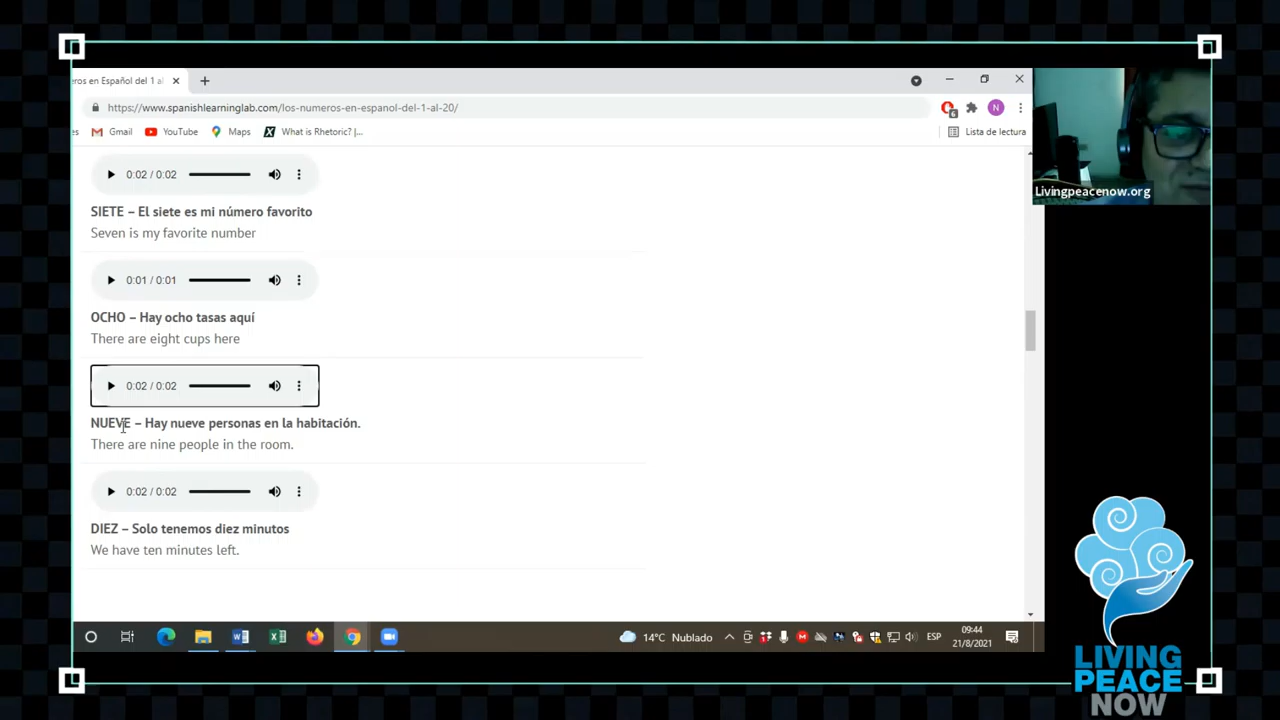 eros en Español del 1 al
https://www.spanishlearninglab.com/los-numeros-en-espanol-del-1-al-20/
6
N
es
Gmail
YouTube
Maps
What is Rhetoric? |...
Lista de lectura
Livingpeacenow.org
0:02 / 0:02
SIETE – El siete es mi número favorito
Seven is my favorite number
0:01 / 0:01
OCHO – Hay ocho tasas aquí
There are eight cups here
0:02 / 0:02
NUEVE – Hay nueve personas en la habitación.
There are nine people in the room.
0:02 / 0:02
DIEZ – Solo tenemos diez minutos
We have ten minutes left.
14°C Nublado
ESP
09:44
21/8/2021
LIVING
PEACE
NOW